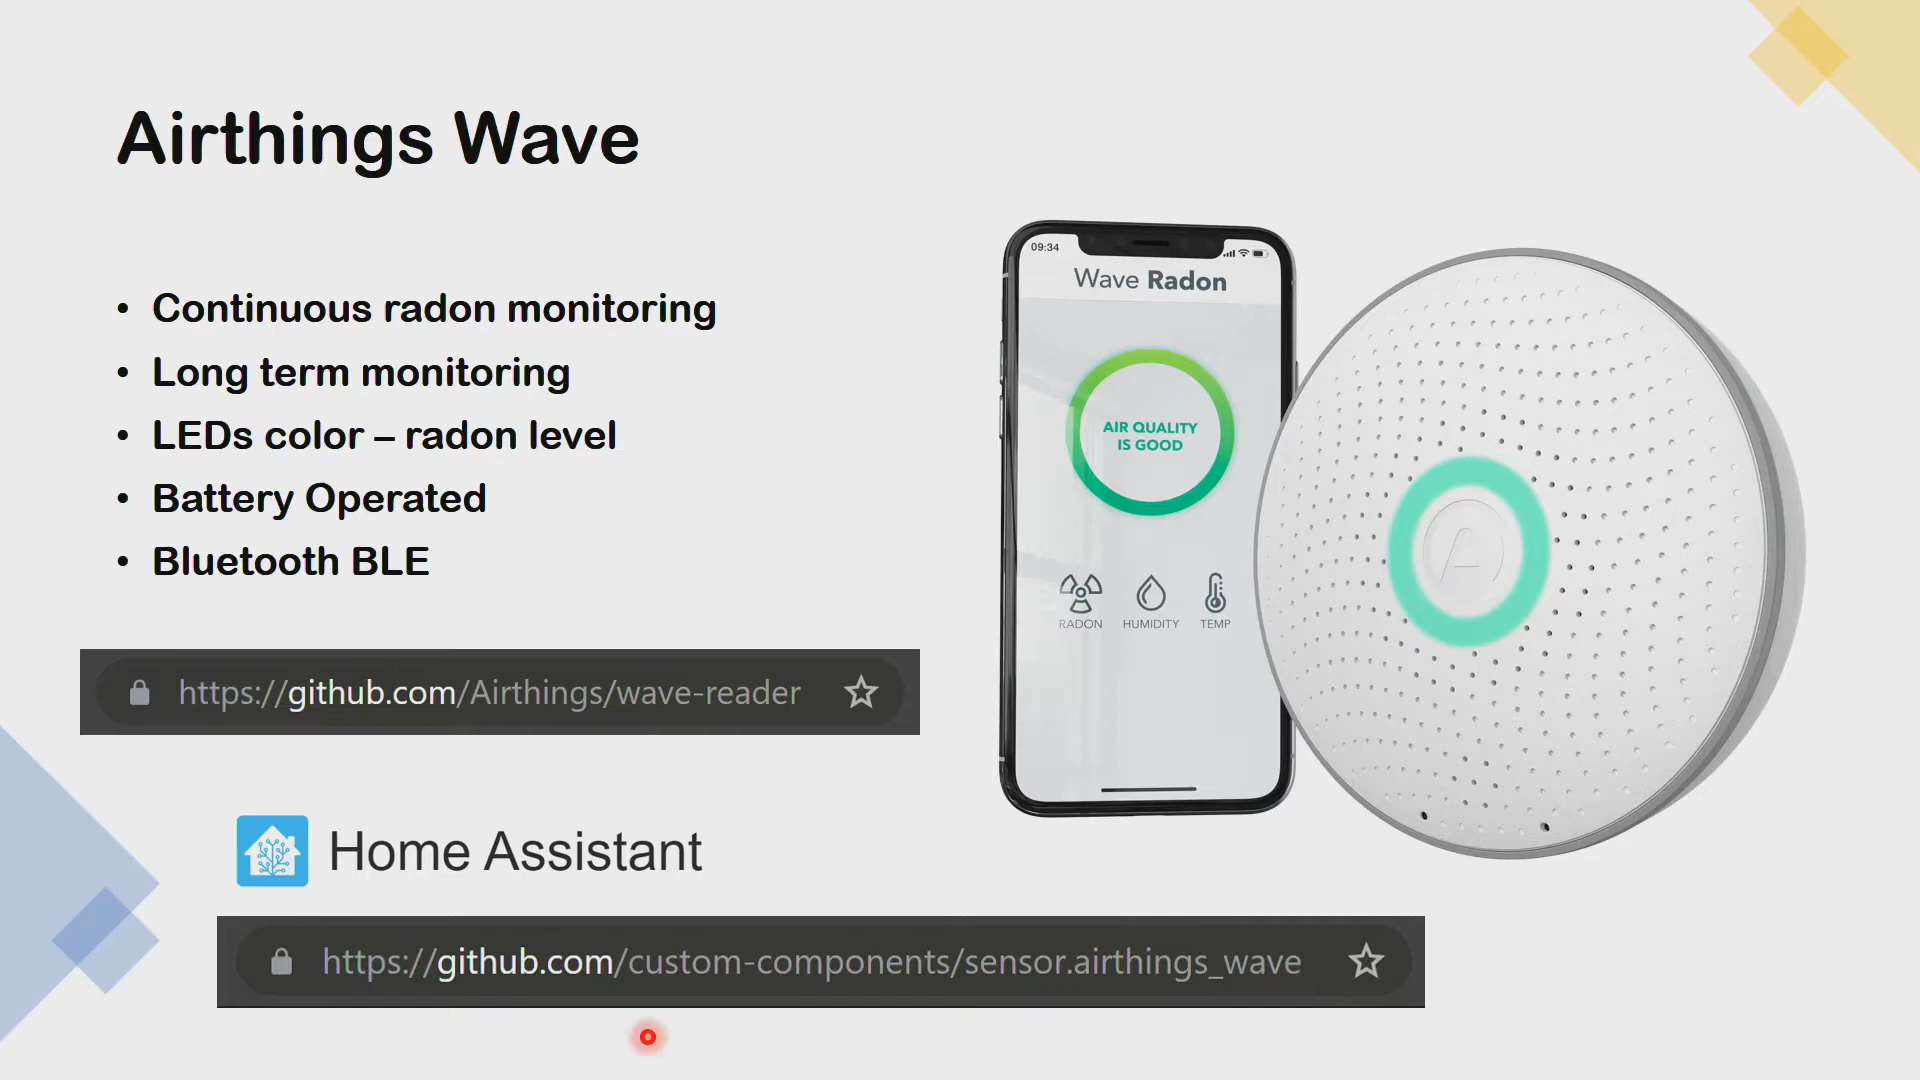 Airthings Wave
• Continuous radon monitoring
• Long term monitoring
• LEDs color – radon level
• Battery Operated
• Bluetooth BLE
https://github.com/Airthings/wave-reader
Home Assistant
https://github.com/custom-components/sensor.airthings_wave
09:34
Wave Radon
AIR QUALITY
IS GOOD
RADON HUMIDITY TEMP